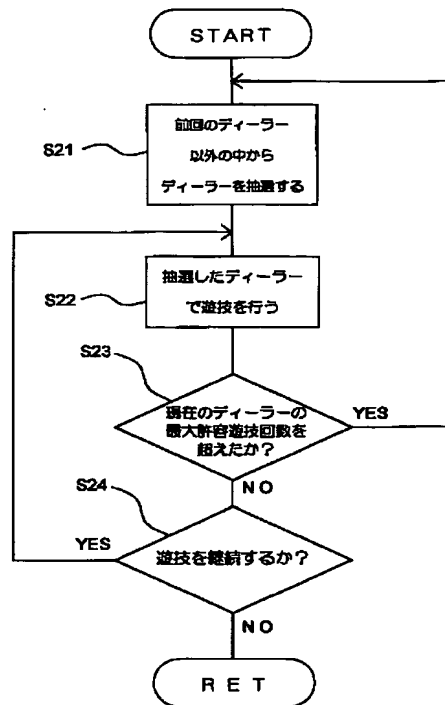 START
前回のディーラー
以外の中から
ディーラーを抽選する
S21
抽選したディーラー
で遊技を行う
S22
S23
現在のディーラーの
最大許容遊技回数を
超えたか？
YES
NO
S24
YES
遊技を継続するか？
NO
RET